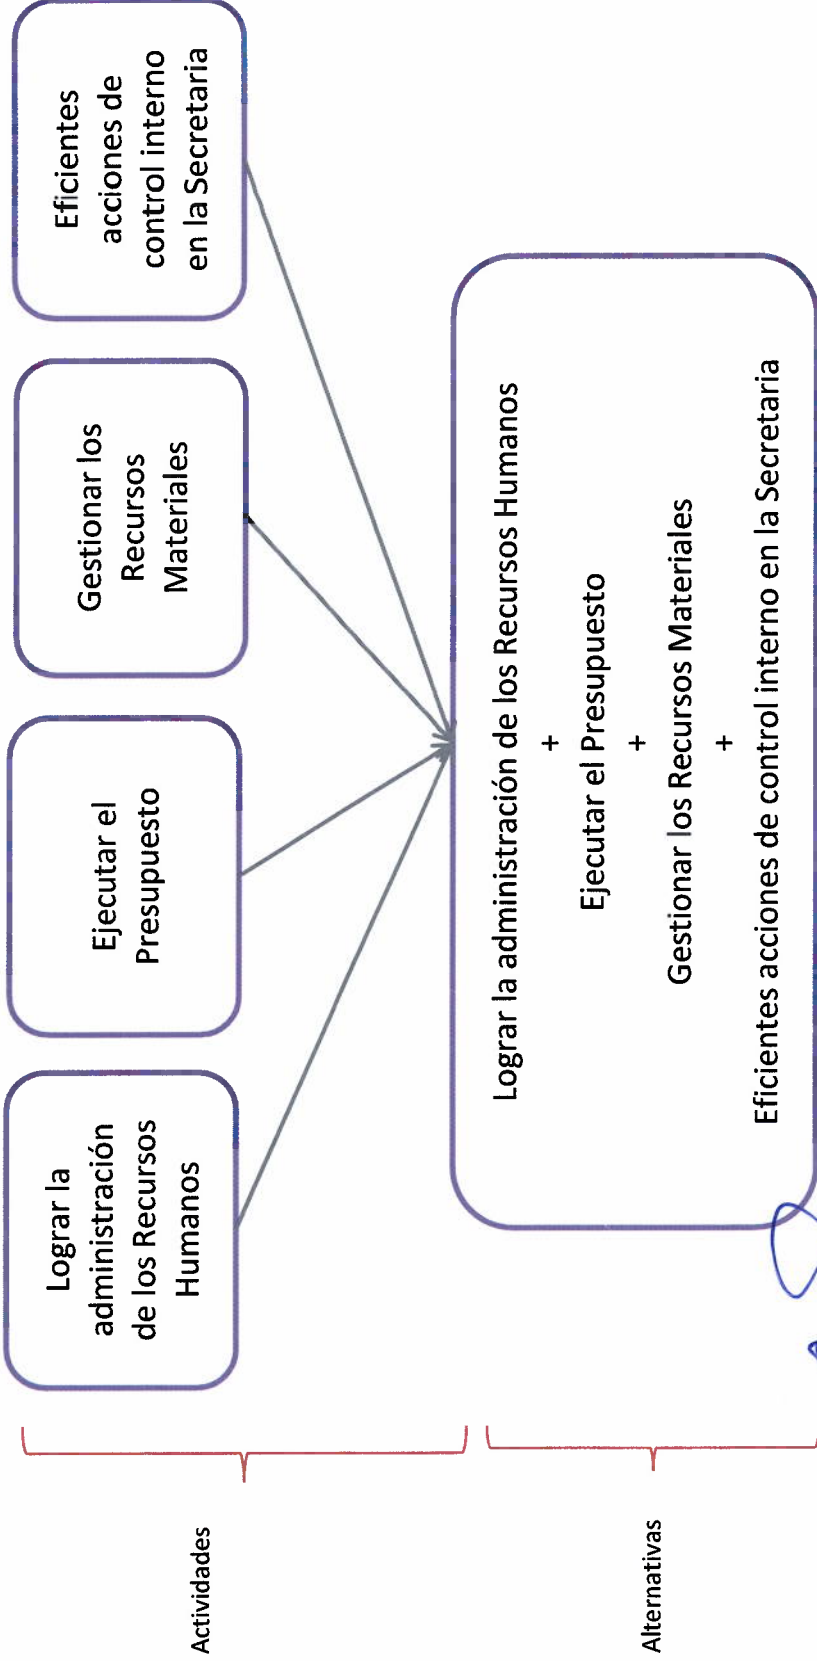 Actividades
Lograr la
administración
de los Recursos
Humanos
Ejecutar el
Presupuesto
Gestionar los
Recursos
Materiales
Eficientes
acciones de
control interno
en la Secretaria
Alternativas
Lograr la administración de los Recursos Humanos
+
Ejecutar el Presupuesto
+
Gestionar los Recursos Materiales
+
Eficientes acciones de control interno en la Secretaria